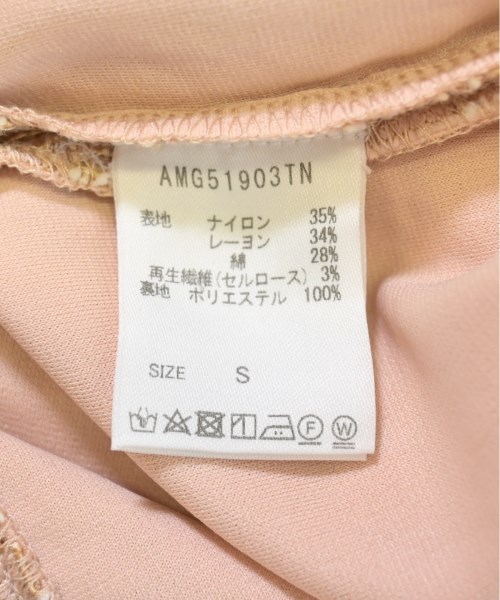 AMG51903TN
表地 ナイロン 35%
レーヨン 34%
綿 28%
再生繊維(セルロース) 3%
裏地 ポリエステル 100%
SIZE S
F W